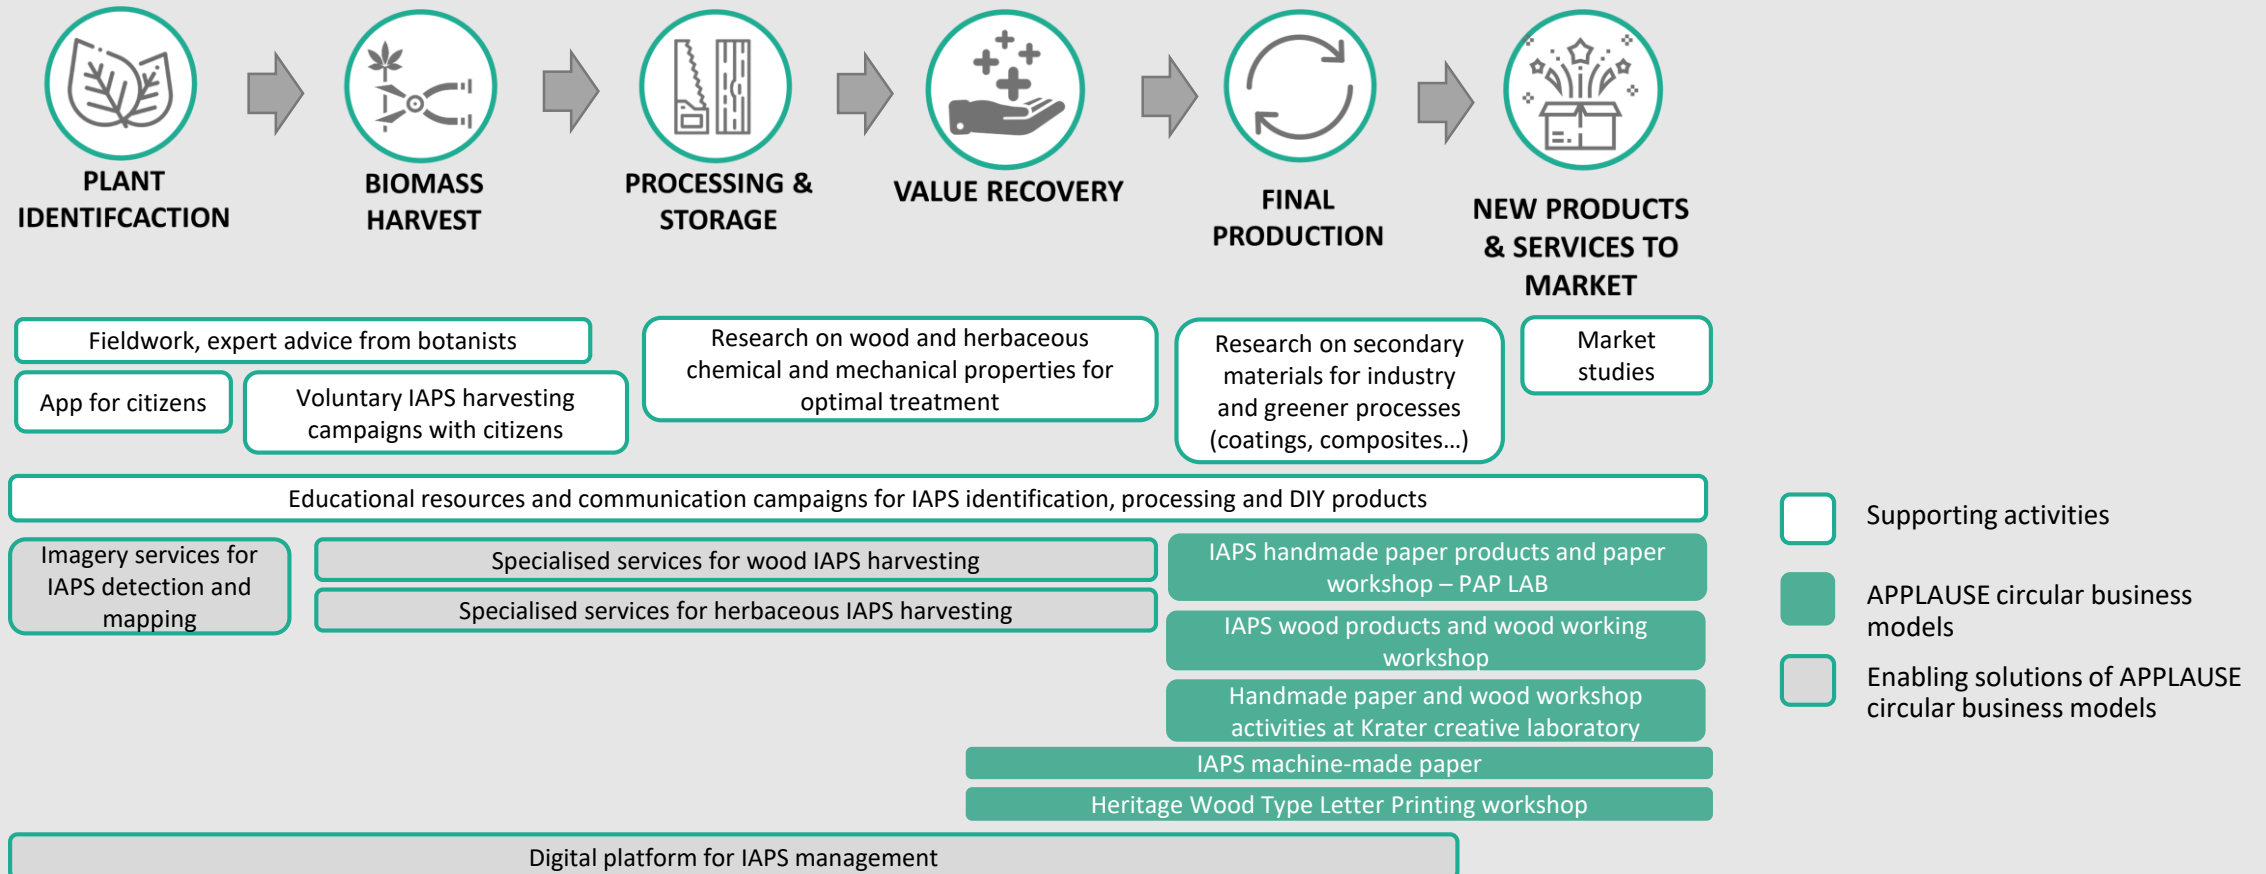 PLANT
IDENTIFCACTION
BIOMASS
HARVEST
PROCESSING &
STORAGE
VALUE RECOVERY
FINAL
PRODUCTION
NEW PRODUCTS
& SERVICES TO
MARKET
Fieldwork, expert advice from botanists
App for citizens
Voluntary IAPS harvesting
campaigns with citizens
Research on wood and herbaceous
chemical and mechanical properties for
optimal treatment
Research on secondary
materials for industry
and greener processes
(coatings, composites…)
Market
studies
Educational resources and communication campaigns for IAPS identification, processing and DIY products
Imagery services for
IAPS detection and
mapping
Specialised services for wood IAPS harvesting
Specialised services for herbaceous IAPS harvesting
IAPS handmade paper products and paper
workshop – PAP LAB
IAPS wood products and wood working
workshop
Handmade paper and wood workshop
activities at Krater creative laboratory
IAPS machine-made paper
Heritage Wood Type Letter Printing workshop
Digital platform for IAPS management
Supporting activities
APPLAUSE circular business
models
Enabling solutions of APPLAUSE
circular business models